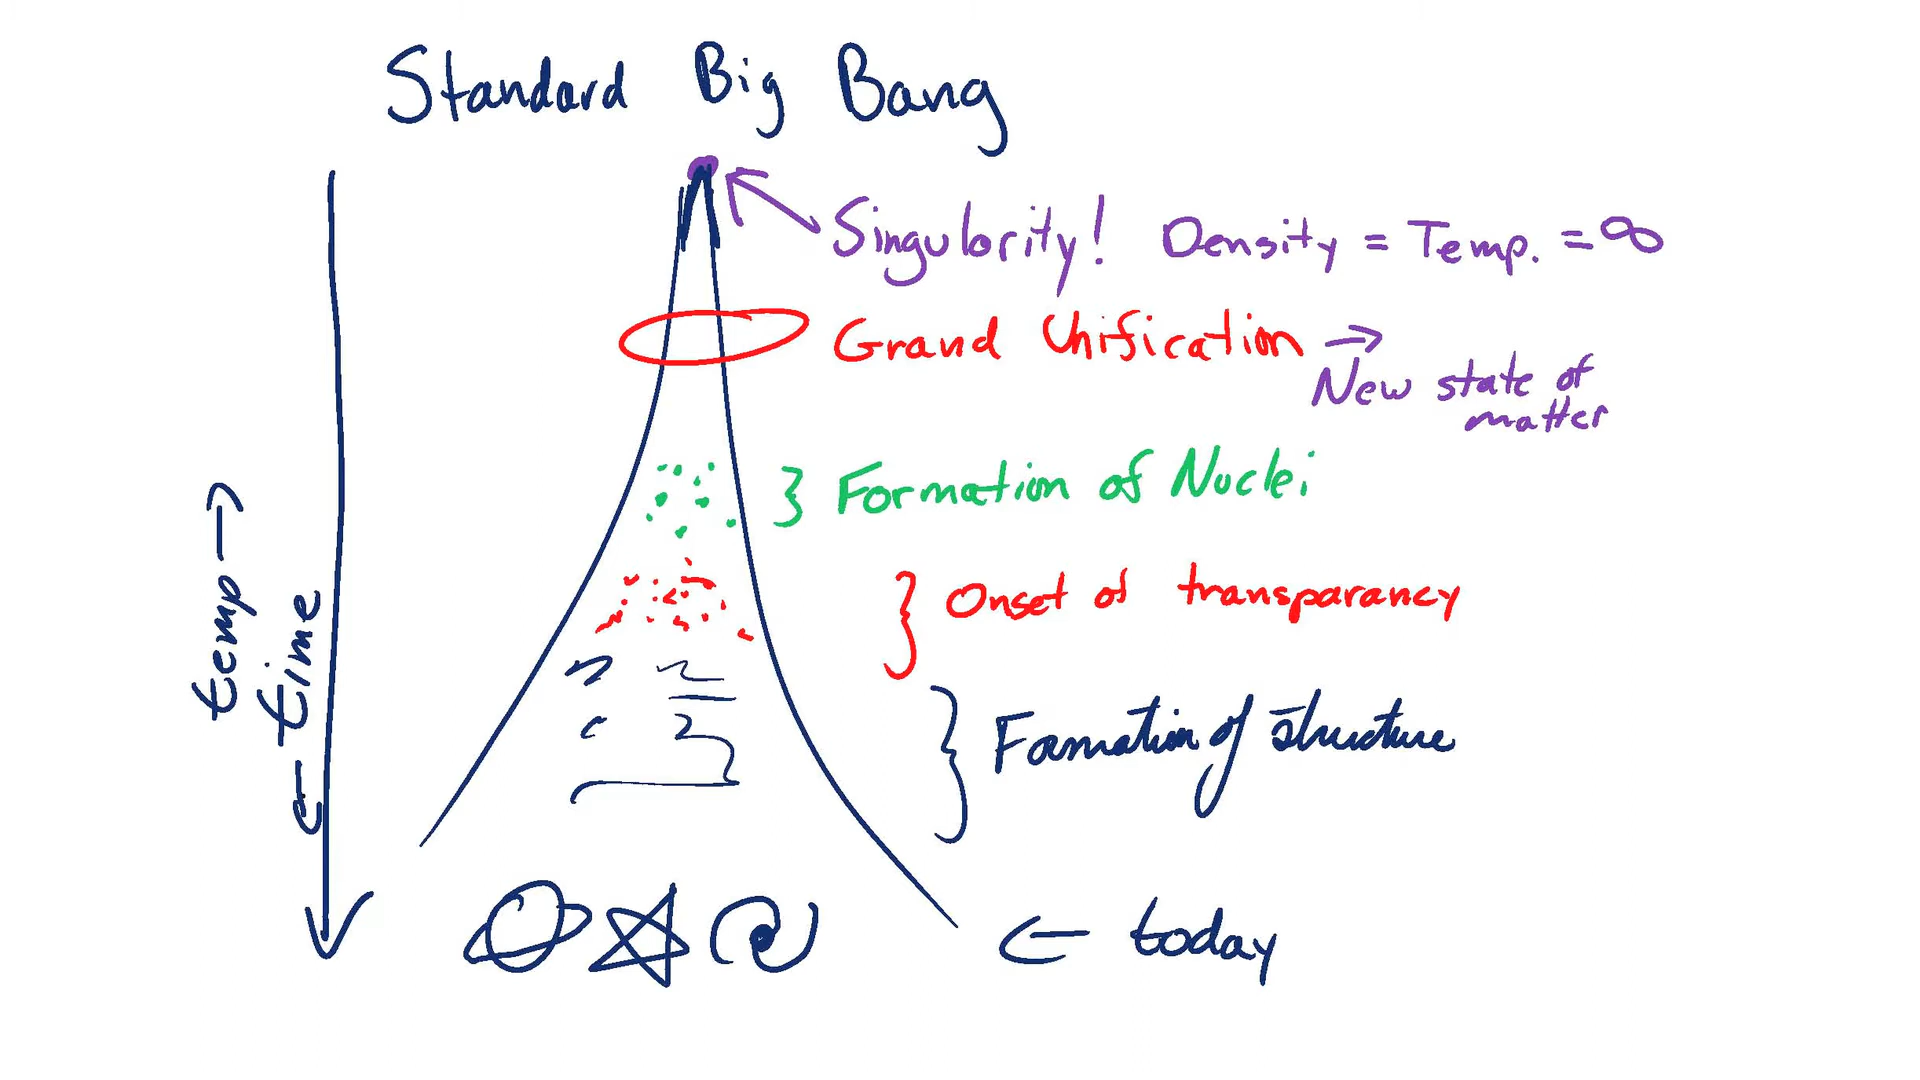 Standard Big Bang
Singularity! Density = Temp. = ∞
Grand Unification →
New state of
matter
} Formation of Nuclei
} Onset of transparancy
} Formation of structure
temp →
← time
← today